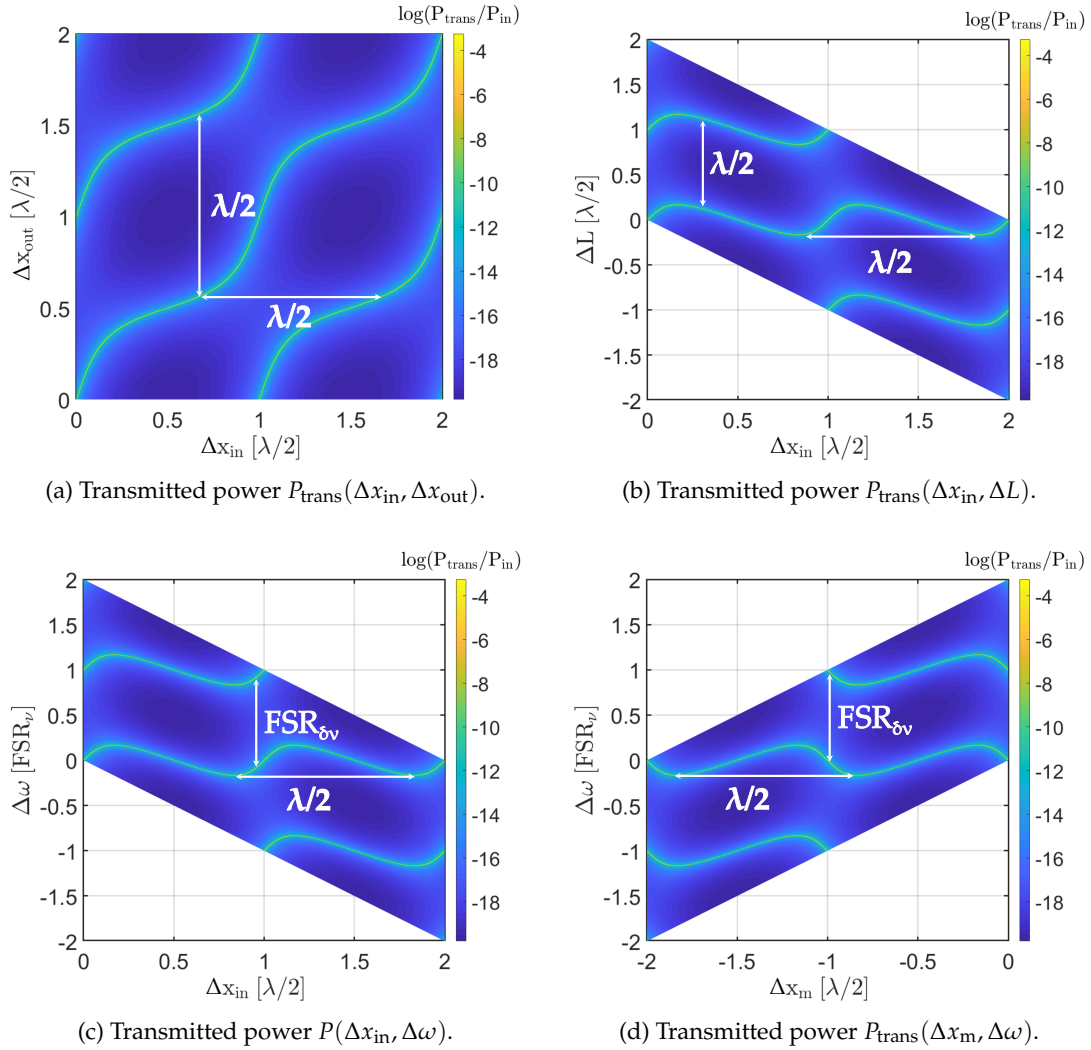 log(P_trans/P_in)
2
1.5
1
0.5
0
Δx_out [λ/2]
λ/2
λ/2
-4
-6
-8
-10
-12
-14
-16
-18
0 0.5 1 1.5 2
Δx_in [λ/2]
(a) Transmitted power P_trans(Δx_in, Δx_out).
log(P_trans/P_in)
2
1.5
1
0.5
0
-0.5
-1
-1.5
-2
ΔL [λ/2]
λ/2
λ/2
-4
-6
-8
-10
-12
-14
-16
-18
0 0.5 1 1.5 2
Δx_in [λ/2]
(b) Transmitted power P_trans(Δx_in, ΔL).
log(P_trans/P_in)
2
1.5
1
0.5
0
-0.5
-1
-1.5
-2
Δω [FSR_ν]
FSR_δν
λ/2
-4
-6
-8
-10
-12
-14
-16
-18
0 0.5 1 1.5 2
Δx_in [λ/2]
(c) Transmitted power P(Δx_in, Δω).
log(P_trans/P_in)
2
1.5
1
0.5
0
-0.5
-1
-1.5
-2
Δω [FSR_ν]
FSR_δν
λ/2
-4
-6
-8
-10
-12
-14
-16
-18
-2 -1.5 -1 -0.5 0
Δx_m [λ/2]
(d) Transmitted power P_trans(Δx_m, Δω).